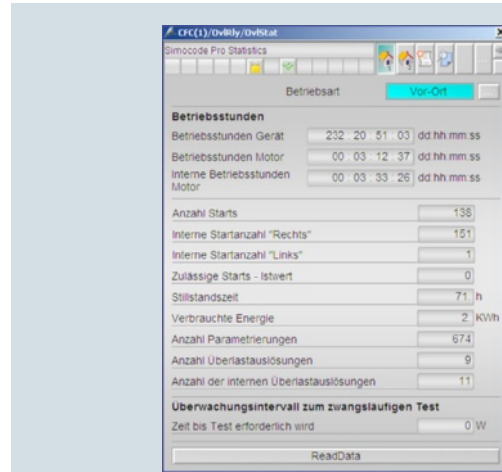 CFC(1)/OvlRly/OvlStat
Simocode Pro Statistics
Betriebsart Vor-Ort
Betriebsstunden
Betriebsstunden Gerät 232 : 20 : 51 : 03 dd:hh:mm:ss
Betriebsstunden Motor 00 : 03 : 12 : 37 dd:hh:mm:ss
Interne Betriebsstunden
Motor 00 : 03 : 33 : 26 dd:hh:mm:ss
Anzahl Starts 138
Interne Startanzahl "Rechts" 151
Interne Startanzahl "Links" 1
Zulässige Starts - Istwert 0
Stillstandszeit 71 h
Verbrauchte Energie 2 KWh
Anzahl Parametrierungen 674
Anzahl Überlastauslösungen 9
Anzahl der internen Überlastauslösungen 11
Überwachungsintervall zum zwangsläufigen Test
Zeit bis Test erforderlich wird 0 W
ReadData